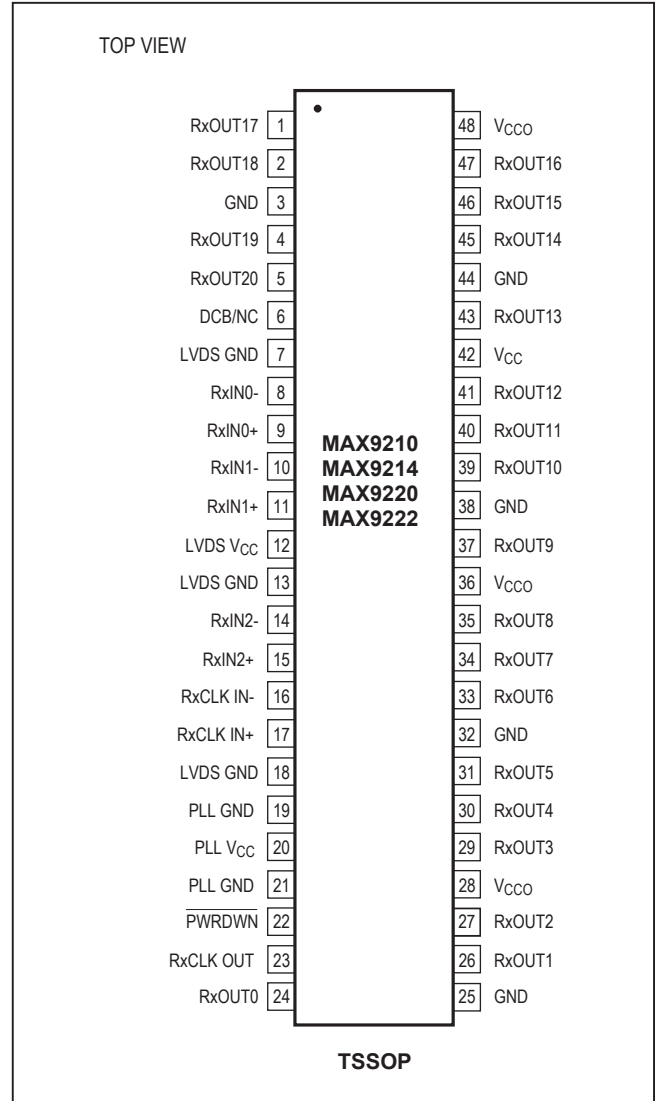 TOP VIEW
RxOUT17 1 48 VCCO
RxOUT18 2 47 RxOUT16
GND 3 46 RxOUT15
RxOUT19 4 45 RxOUT14
RxOUT20 5 44 GND
DCB/NC 6 43 RxOUT13
LVDS GND 7 42 VCC
RxIN0- 8 41 RxOUT12
RxIN0+ 9 40 RxOUT11
MAX9210
RxIN1- 10 MAX9214 39 RxOUT10
MAX9220
RxIN1+ 11 38 GND
MAX9222
LVDS VCC 12 37 RxOUT9
LVDS GND 13 36 VCCO
RxIN2- 14 35 RxOUT8
RxIN2+ 15 34 RxOUT7
RxCLK IN- 16 33 RxOUT6
RxCLK IN+ 17 32 GND
LVDS GND 18 31 RxOUT5
PLL GND 19 30 RxOUT4
PLL VCC 20 29 RxOUT3
PLL GND 21 28 VCCO
PWRDWN 22 27 RxOUT2
RxCLK OUT 23 26 RxOUT1
RxOUT0 24 25 GND
TSSOP